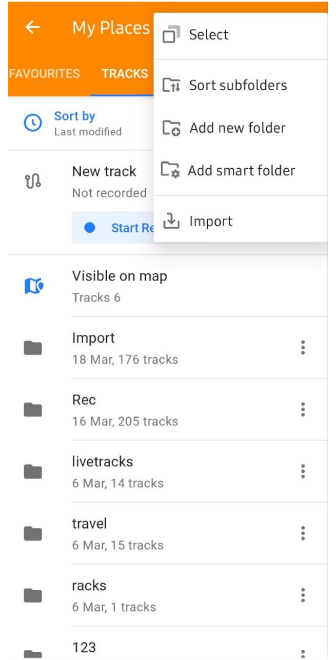 My Places
Select
FAVOURITES
TRACKS
Sort subfolders
Sort by
Last modified
Add new folder
Add smart folder
New track
Not recorded
Start Re
Import
Visible on map
Tracks 6
Import
18 Mar, 176 tracks
Rec
16 Mar, 205 tracks
livetracks
6 Mar, 14 tracks
travel
6 Mar, 15 tracks
racks
6 Mar, 1 tracks
123